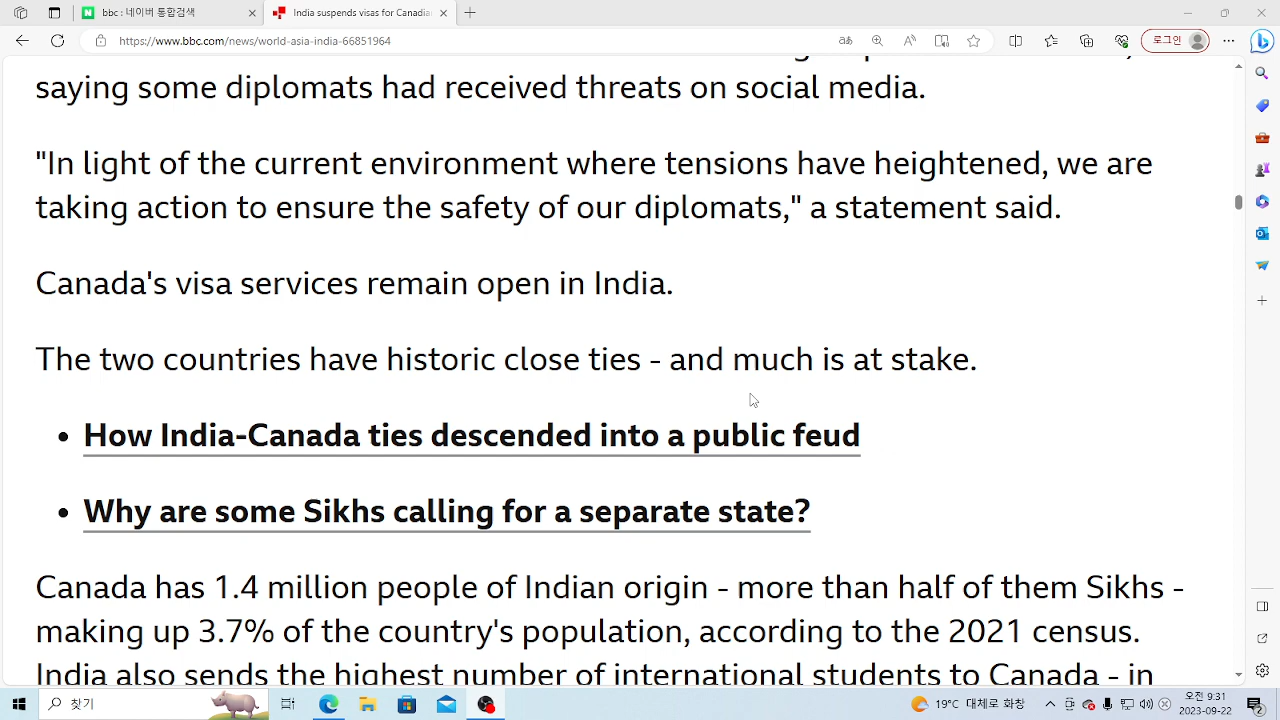 bbc : 네이버 통합검색
India suspends visas for Canadia
https://www.bbc.com/news/world-asia-india-66851964
로그인
saying some diplomats had received threats on social media.
"In light of the current environment where tensions have heightened, we are
taking action to ensure the safety of our diplomats," a statement said.
Canada's visa services remain open in India.
The two countries have historic close ties - and much is at stake.
• How India-Canada ties descended into a public feud
• Why are some Sikhs calling for a separate state?
Canada has 1.4 million people of Indian origin - more than half of them Sikhs -
making up 3.7% of the country's population, according to the 2021 census.
India also sends the highest number of international students to Canada - in
찾기
19°C 대체로 화창
오전 9:31
2023-09-22
2